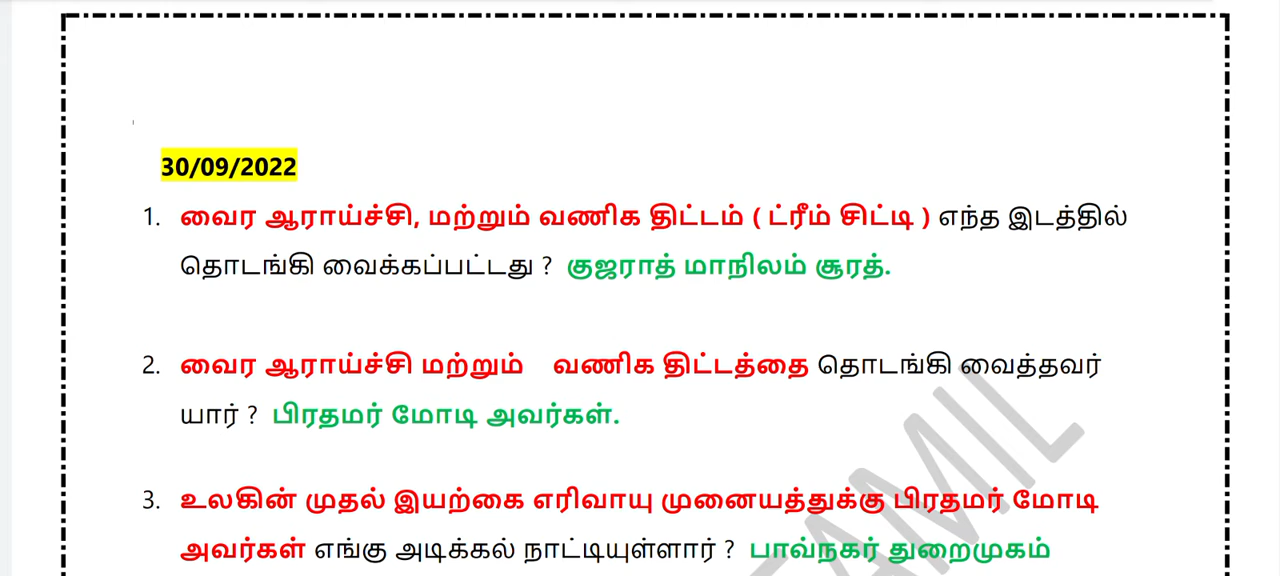 30/09/2022
1. வைர ஆராய்ச்சி, மற்றும் வணிக திட்டம் ( ட்ரீம் சிட்டி ) எந்த இடத்தில்
தொடங்கி வைக்கப்பட்டது ? குஜராத் மாநிலம் சூரத்.
2. வைர ஆராய்ச்சி மற்றும் வணிக திட்டத்தை தொடங்கி வைத்தவர்
யார் ? பிரதமர் மோடி அவர்கள்.
3. உலகின் முதல் இயற்கை எரிவாயு முனையத்துக்கு பிரதமர் மோடி
அவர்கள் எங்கு அடிக்கல் நாட்டியுள்ளார் ? பாவ்நகர் துறைமுகம்
TAMIL